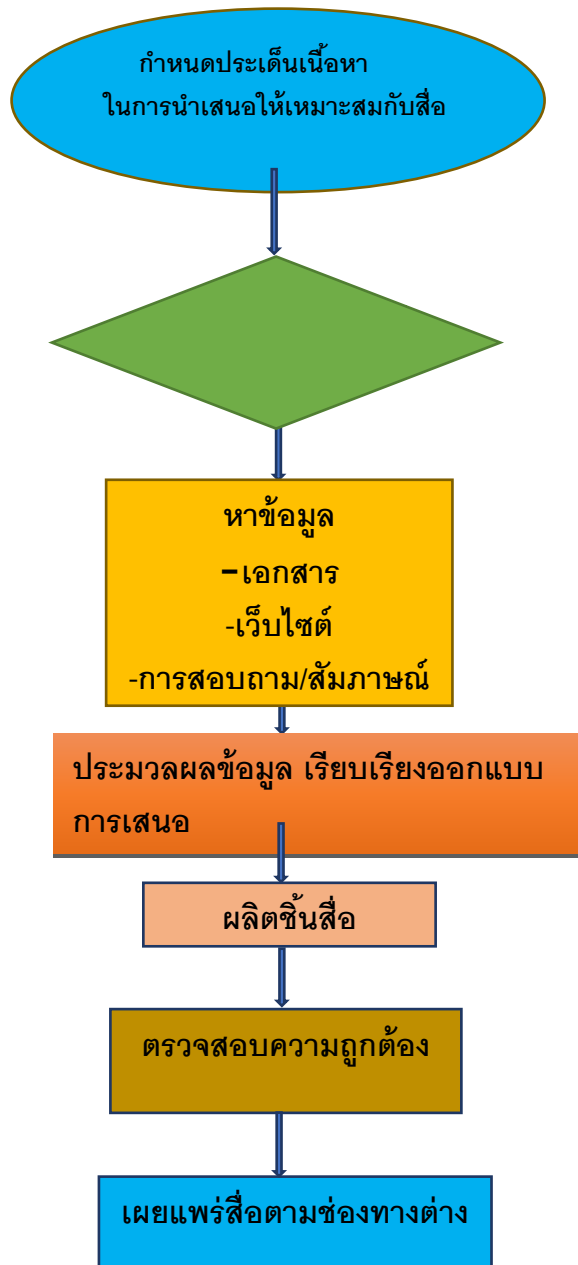 กำหนดประเด็นเนื้อหา
ในการนำเสนอให้เหมาะสมกับสื่อ
หาข้อมูล
–เอกสาร
-เว็บไซต์
-การสอบถาม/สัมภาษณ์
ประมวลผลข้อมูล เรียบเรียงออกแบบ
การเสนอ
ผลิตชิ้นสื่อ
ตรวจสอบความถูกต้อง
เผยแพร่สื่อตามช่องทางต่าง